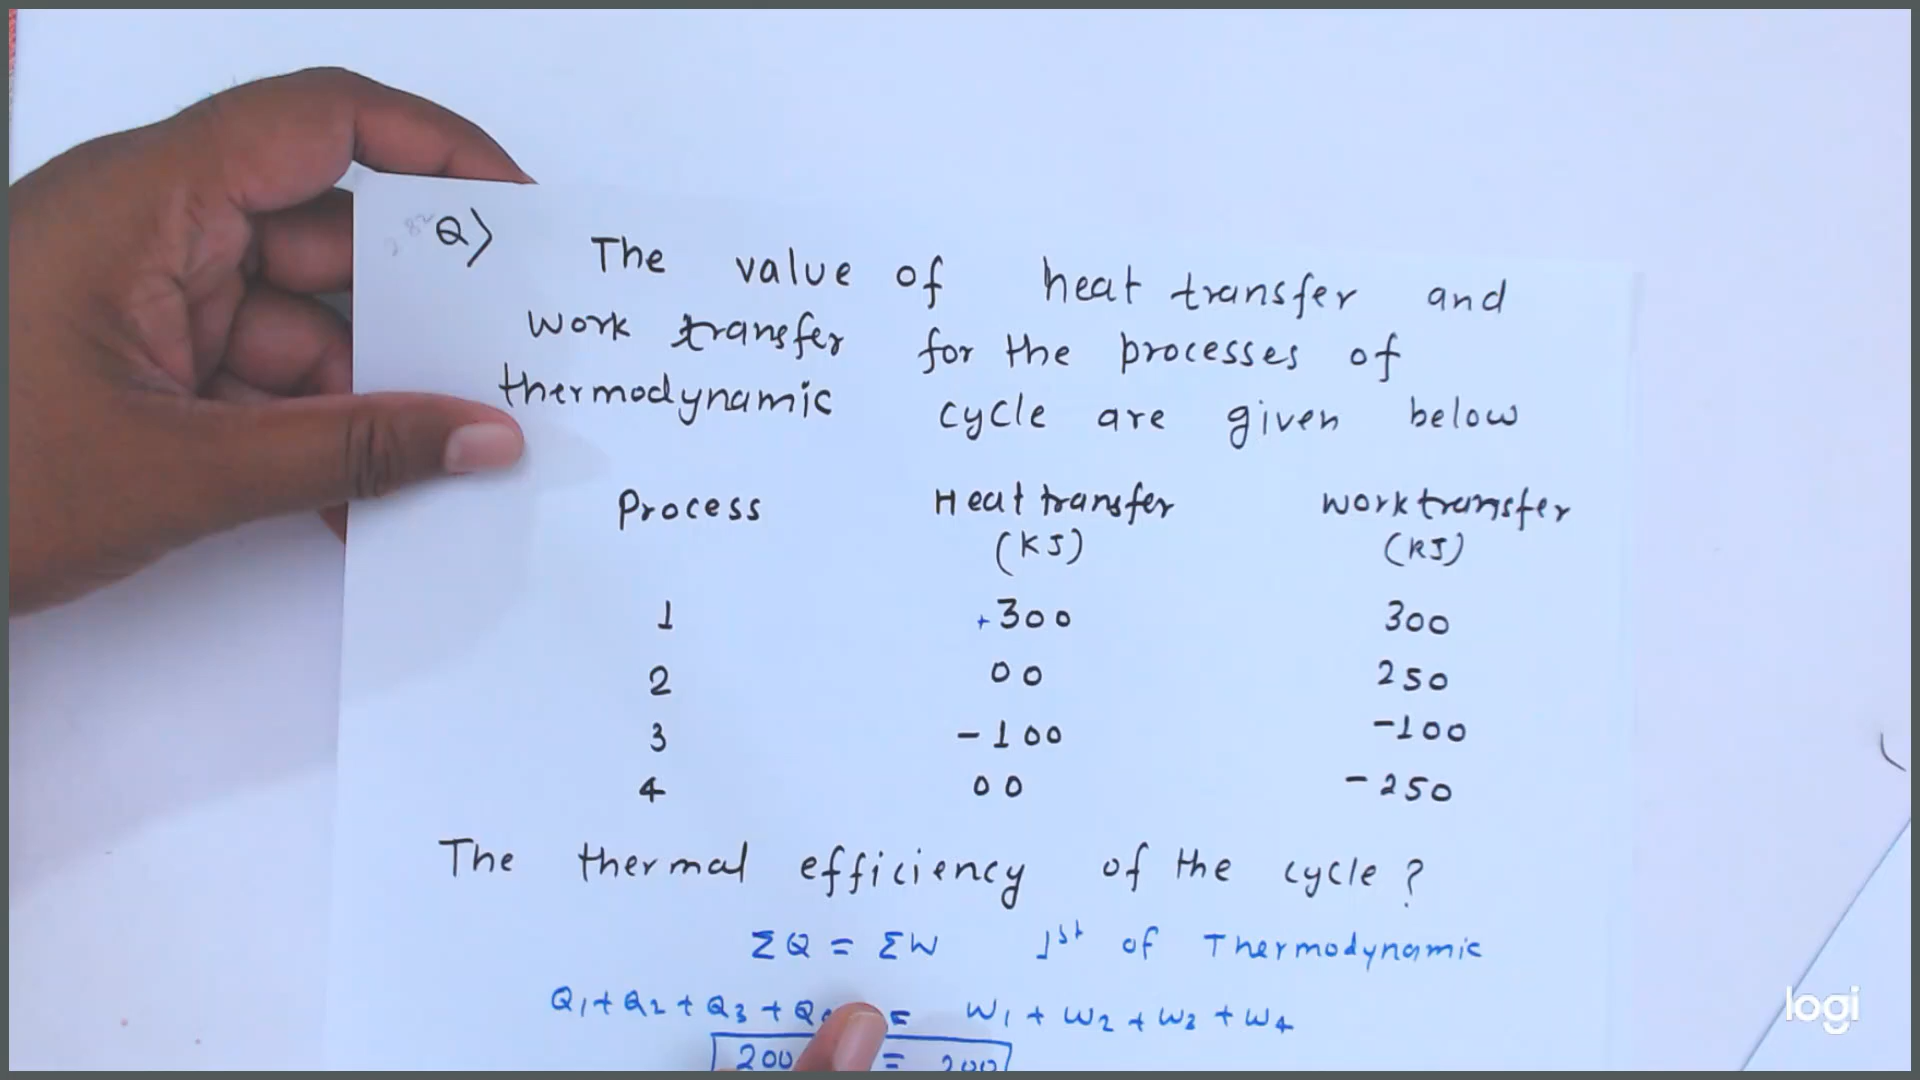 Q) The value of heat transfer and
work transfer for the processes of
thermodynamic cycle are given below
Process Heat transfer work transfer
(KJ) (KJ)
1 +300 300
2 00 250
3 -100 -100
4 00 -250
The thermal efficiency of the cycle?
ΣQ = ΣW 1st of Thermodynamic
Q1 + Q2 + Q3 + = W1 + W2 + W3 + W4
200 = 200
logi